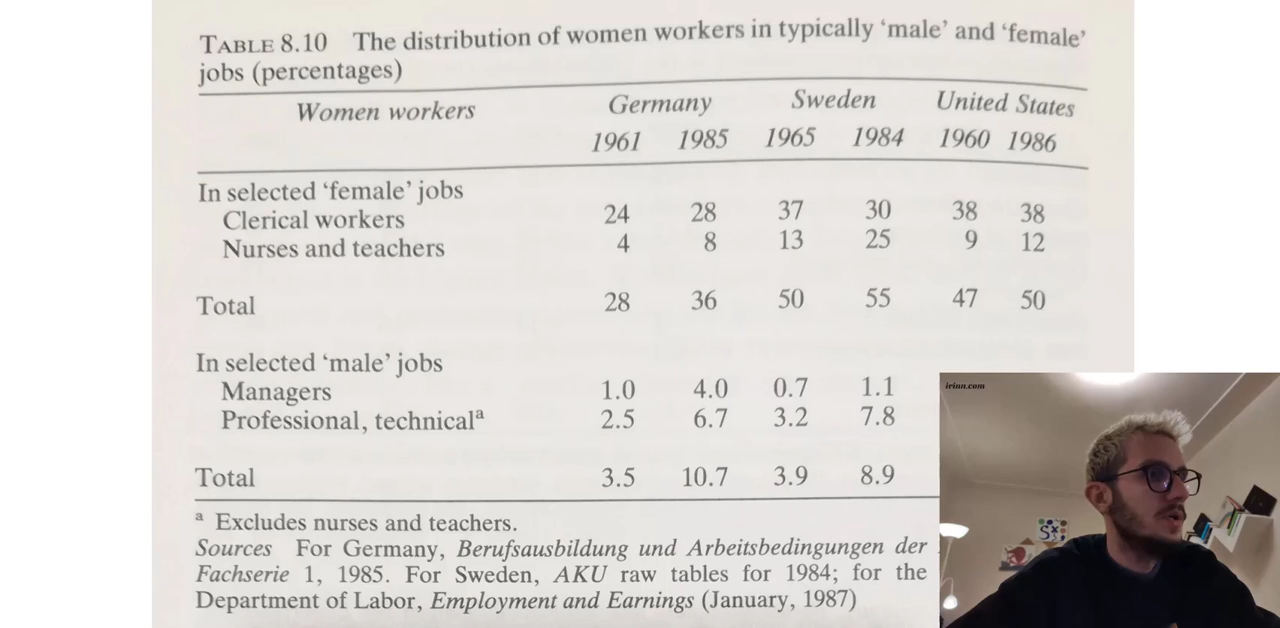 TABLE 8.10 The distribution of women workers in typically ‘male’ and ‘female’
jobs (percentages)
Women workers Germany Sweden United States
1961 1985 1965 1984 1960 1986
In selected ‘female’ jobs
Clerical workers 24 28 37 30 38 38
Nurses and teachers 4 8 13 25 9 12
Total 28 36 50 55 47 50
In selected ‘male’ jobs
Managers 1.0 4.0 0.7 1.1
Professional, technicalᵃ 2.5 6.7 3.2 7.8
Total 3.5 10.7 3.9 8.9
ᵃ Excludes nurses and teachers.
Sources For Germany, Berufsausbildung und Arbeitsbedingungen der
Fachserie 1, 1985. For Sweden, AKU raw tables for 1984; for the
Department of Labor, Employment and Earnings (January, 1987)
irinn.com